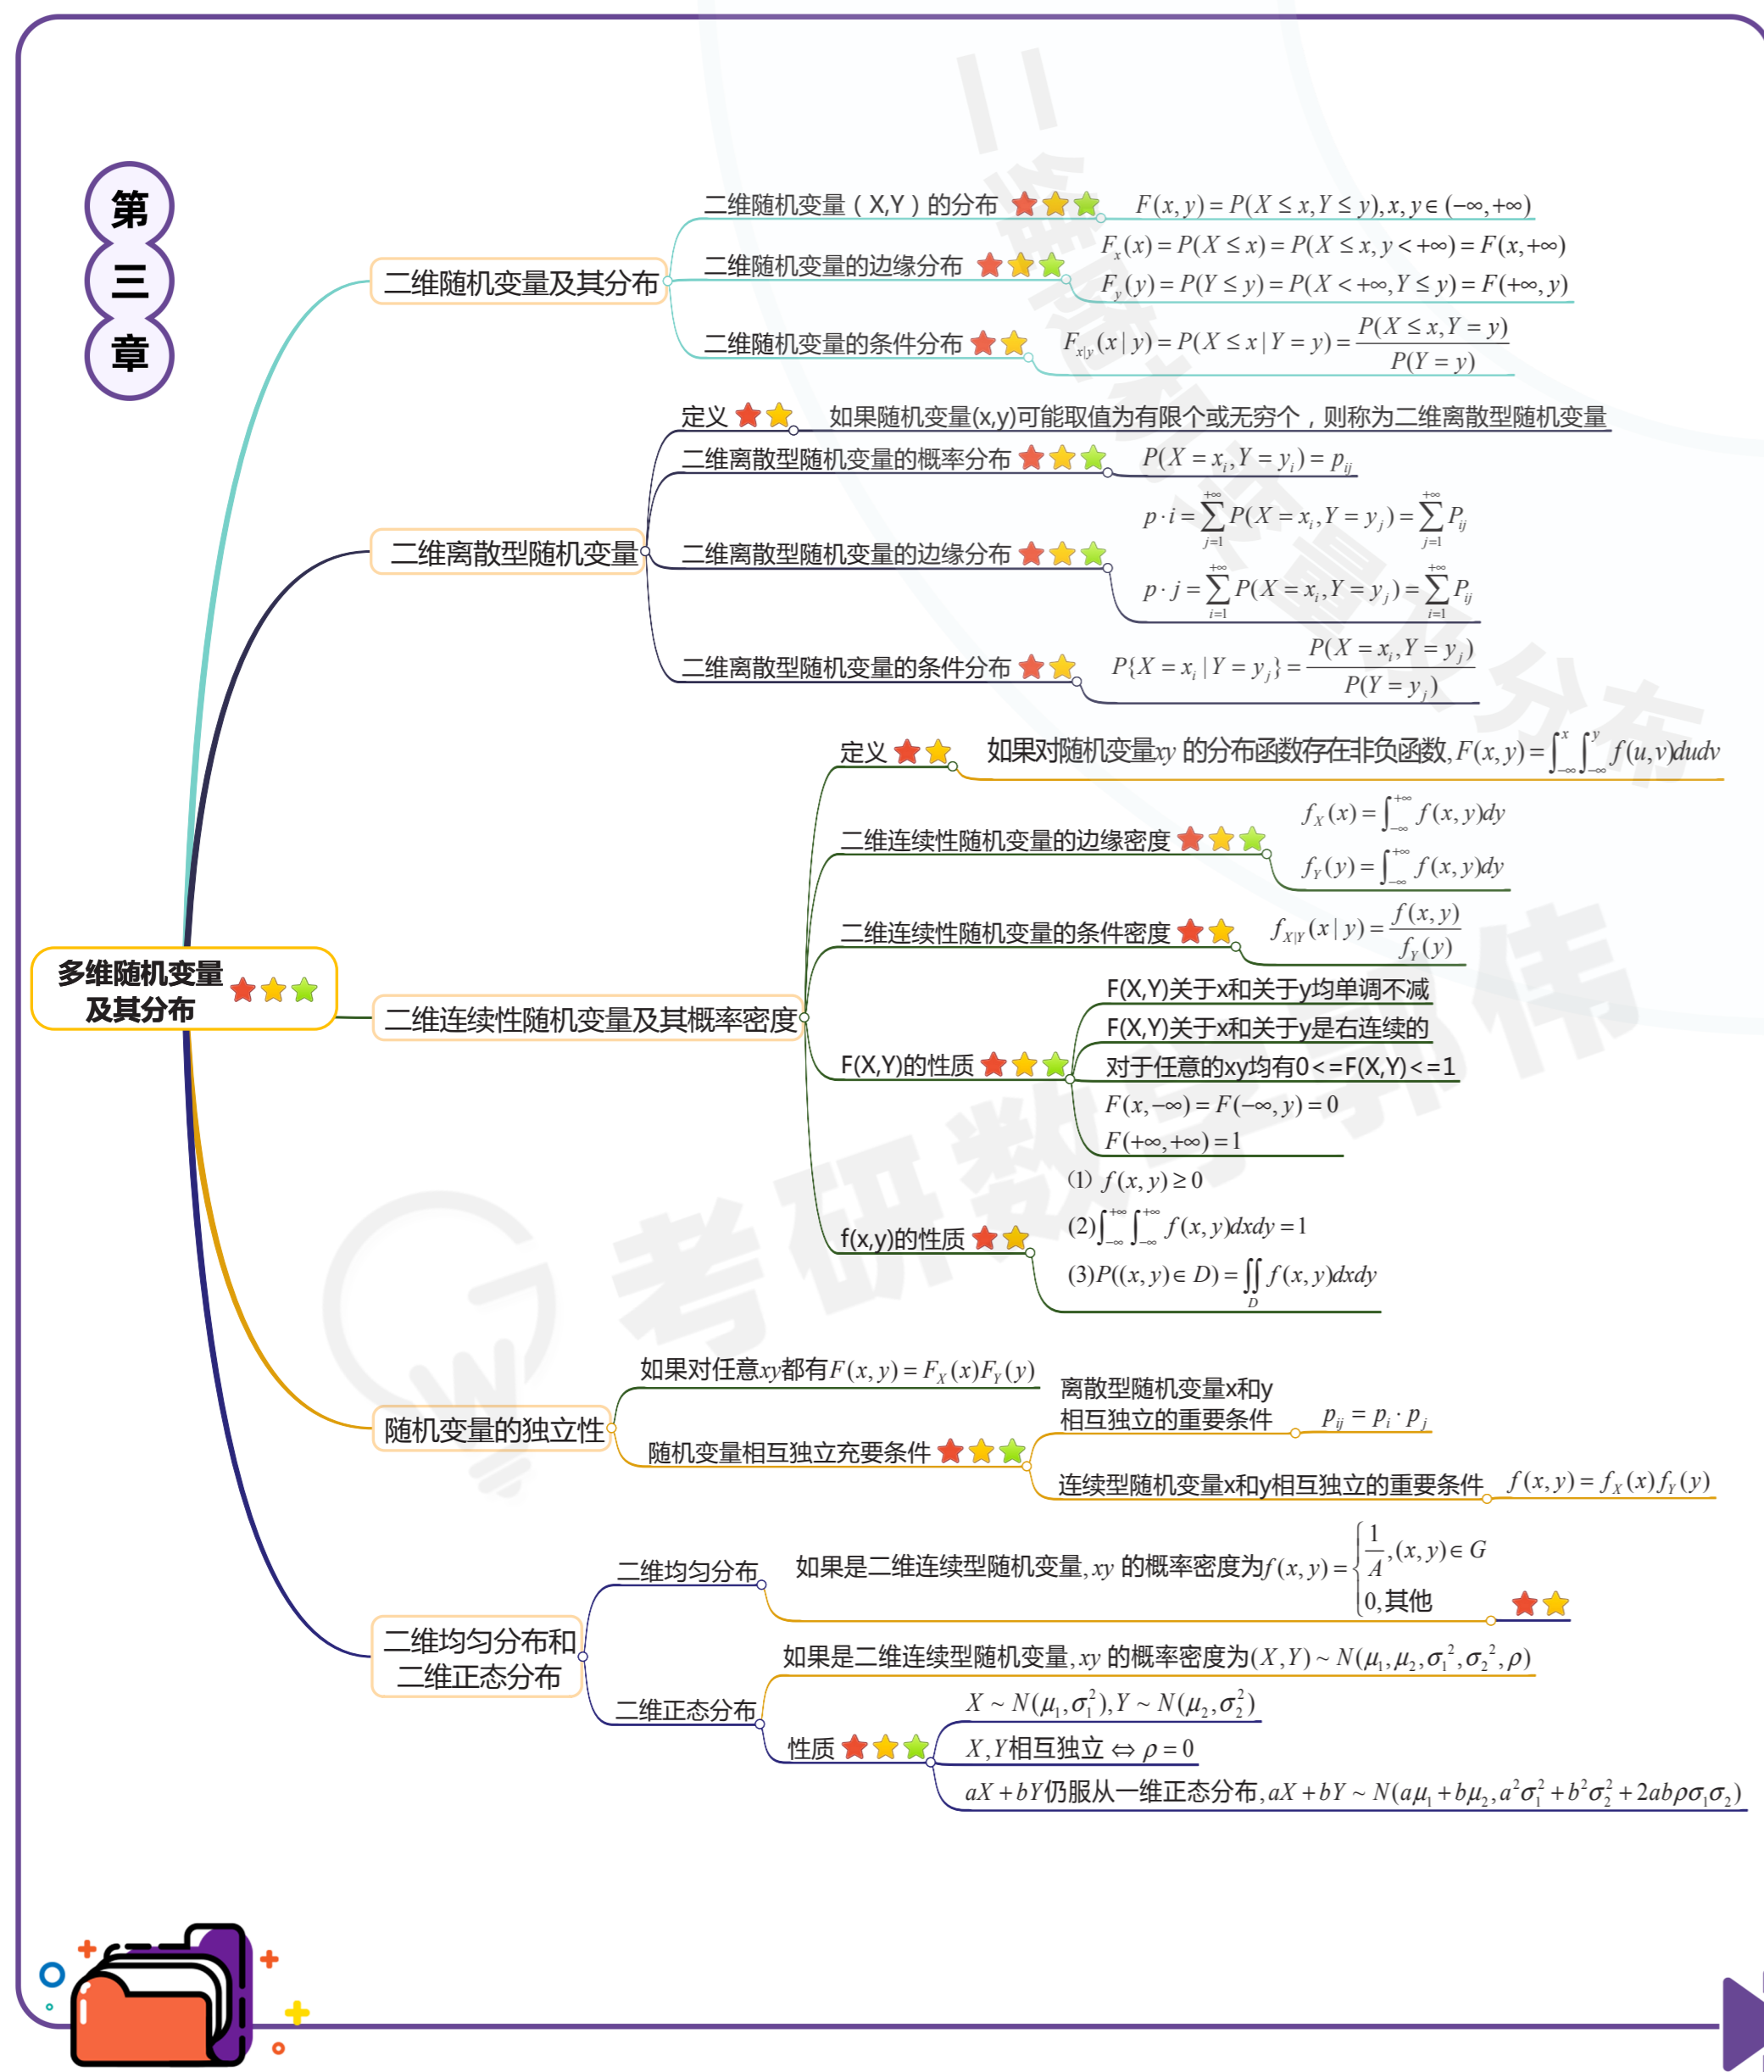 第
三
章
多维随机变量
及其分布
二维随机变量及其分布
二维随机变量（X,Y）的分布
F(x, y) = P(X ≤ x,Y ≤ y), x, y ∈ (−∞,+∞)
二维随机变量的边缘分布
F_x(x) = P(X ≤ x) = P(X ≤ x, y < +∞) = F(x,+∞)
F_y(y) = P(Y ≤ y) = P(X < +∞,Y ≤ y) = F(+∞, y)
二维随机变量的条件分布
F_{x|y}(x | y) = P(X ≤ x | Y = y) = P(X ≤ x,Y = y) / P(Y = y)
二维离散型随机变量
定义
如果随机变量(x,y)可能取值为有限个或无穷个，则称为二维离散型随机变量
二维离散型随机变量的概率分布
P(X = x_i,Y = y_i) = p_{ij}
二维离散型随机变量的边缘分布
p·i = ∑_{j=1}^{+∞} P(X = x_i,Y = y_j) = ∑_{j=1}^{+∞} P_{ij}
p·j = ∑_{i=1}^{+∞} P(X = x_i,Y = y_j) = ∑_{i=1}^{+∞} P_{ij}
二维离散型随机变量的条件分布
P{X = x_i | Y = y_j} = P(X = x_i,Y = y_j) / P(Y = y_j)
二维连续性随机变量及其概率密度
定义
如果对随机变量xy 的分布函数存在非负函数, F(x, y) = ∫_{−∞}^{x} ∫_{−∞}^{y} f(u,v)dudv
二维连续性随机变量的边缘密度
f_X(x) = ∫_{−∞}^{+∞} f(x, y)dy
f_Y(y) = ∫_{−∞}^{+∞} f(x, y)dy
二维连续性随机变量的条件密度
f_{X|Y}(x | y) = f(x, y) / f_Y(y)
F(X,Y)的性质
F(X,Y)关于x和关于y均单调不减
F(X,Y)关于x和关于y是右连续的
对于任意的xy均有0<=F(X,Y)<=1
F(x,−∞) = F(−∞, y) = 0
F(+∞,+∞) = 1
f(x,y)的性质
(1) f(x, y) ≥ 0
(2)∫_{−∞}^{+∞} ∫_{−∞}^{+∞} f(x, y)dxdy = 1
(3)P((x, y) ∈ D) = ∬_D f(x, y)dxdy
随机变量的独立性
如果对任意xy都有F(x, y) = F_X(x)F_Y(y)
随机变量相互独立充要条件
离散型随机变量x和y
相互独立的重要条件
p_{ij} = p_i · p_j
连续型随机变量x和y相互独立的重要条件
f(x, y) = f_X(x) f_Y(y)
二维均匀分布和
二维正态分布
二维均匀分布
如果是二维连续型随机变量, xy 的概率密度为f(x, y) = { 1/A ,(x, y) ∈ G
0,其他
二维正态分布
如果是二维连续型随机变量, xy 的概率密度为(X,Y) ~ N(μ₁,μ₂,σ₁²,σ₂²,ρ)
性质
X ~ N(μ₁,σ₁²),Y ~ N(μ₂,σ₂²)
X,Y相互独立 ⇔ ρ = 0
aX + bY仍服从一维正态分布, aX + bY ~ N(aμ₁ + bμ₂, a²σ₁² + b²σ₂² + 2abρσ₁σ₂)
二维随机变量及分布
考研数学郭伟